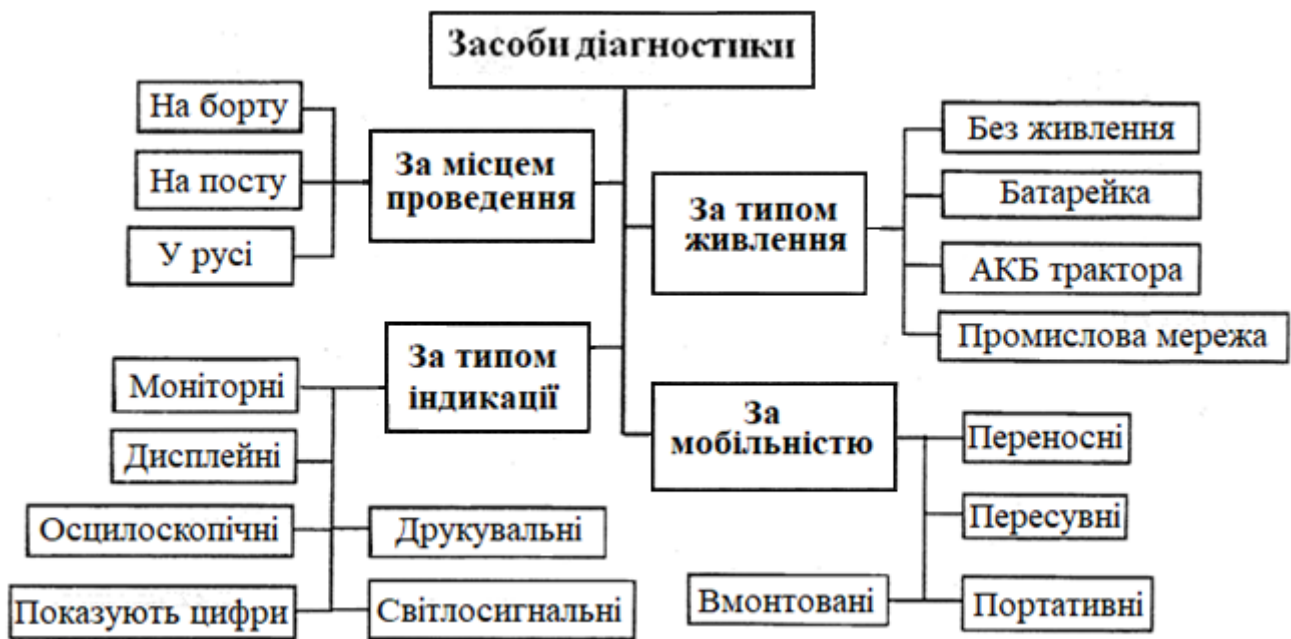 Засоби діагностики
На борту
На посту
У русі
За місцем
проведення
За типом
живлення
Без живлення
Батарейка
АКБ трактора
Промислова мережа
За типом
індикації
Моніторні
Дисплейні
Осцилоскопічні
Показують цифри
Друкувальні
Світлосигнальні
За
мобільністю
Переносні
Пересувні
Портативні
Вмонтовані